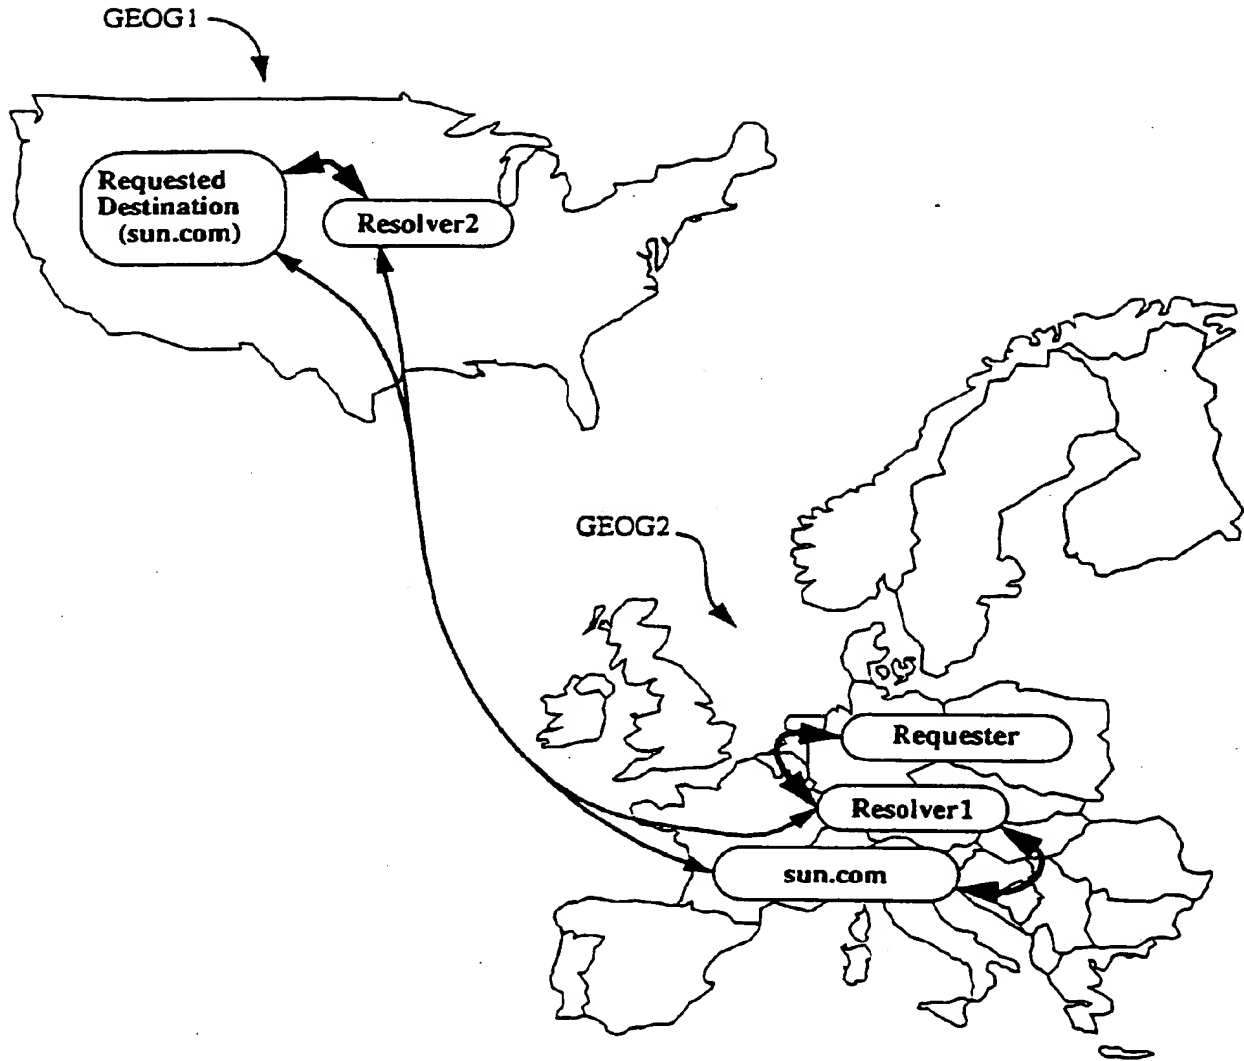 GEOG1
Requested
Destination
(sun.com)
Resolver2
GEOG2
Requester
Resolver1
sun.com